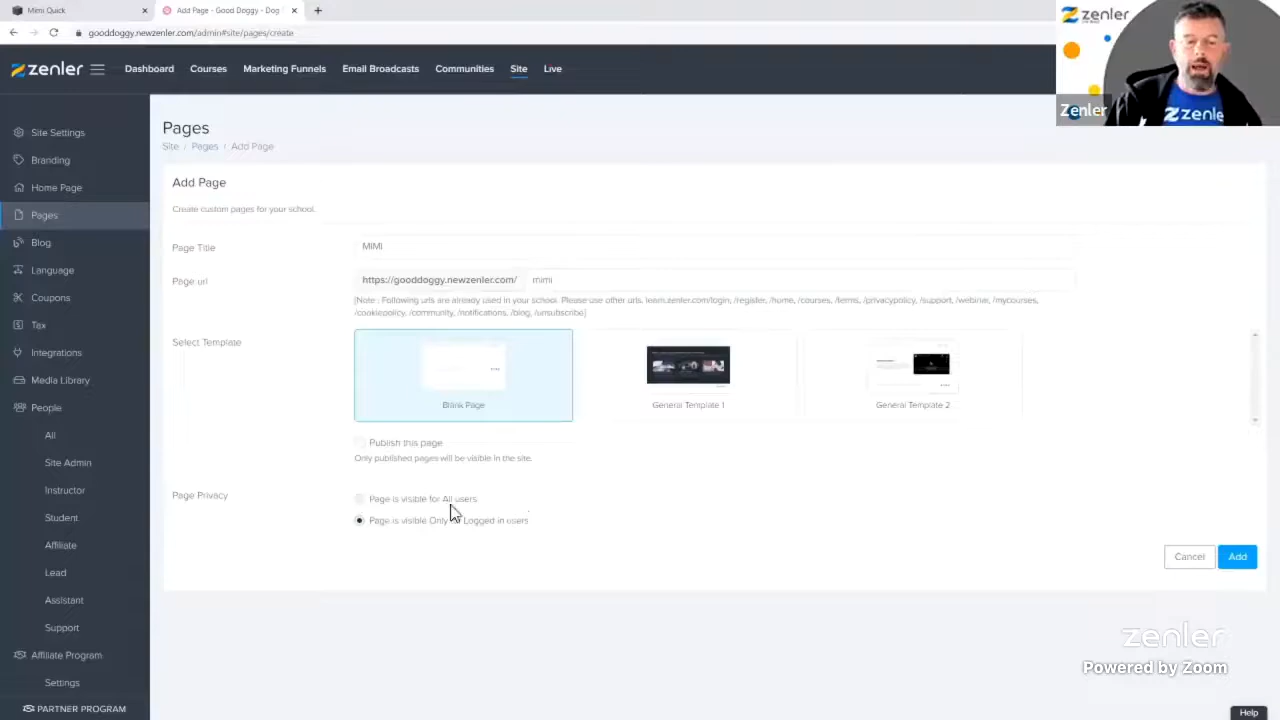 Mimi Quick
Add Page - Good Doggy - Dog
gooddoggy.newzenler.com/admin#site/pages/create
zenler
Dashboard
Courses
Marketing Funnels
Email Broadcasts
Communities
Site
Live
zenler
Zenler
zenle
Site Settings
Branding
Home Page
Pages
Blog
Language
Coupons
Tax
Integrations
Media Library
People
All
Site Admin
Instructor
Student
Affiliate
Lead
Assistant
Support
Affiliate Program
Settings
PARTNER PROGRAM
Pages
Site / Pages / Add Page
Add Page
Create custom pages for your school.
Page Title
MIMI
Page url
https://gooddoggy.newzenler.com/
mimi
[Note : Following urls are already used in your school. Please use other urls. learn.zenler.com/login, /register, /home, /courses, /terms, /privacypolicy, /support, /webinar, /mycourses,
/cookiepolicy, /community, /notifications, /blog, /unsubscribe]
Select Template
Blank Page
General Template 1
General Template 2
Publish this page
Only published pages will be visible in the site.
Page Privacy
Page is visible for All users
Page is visible Only Logged in users
Cancel
Add
zenler
Powered by Zoom
Help